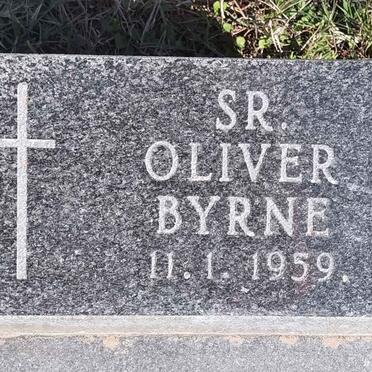 SR.
OLIVER
BYRNE
11.1.1959.